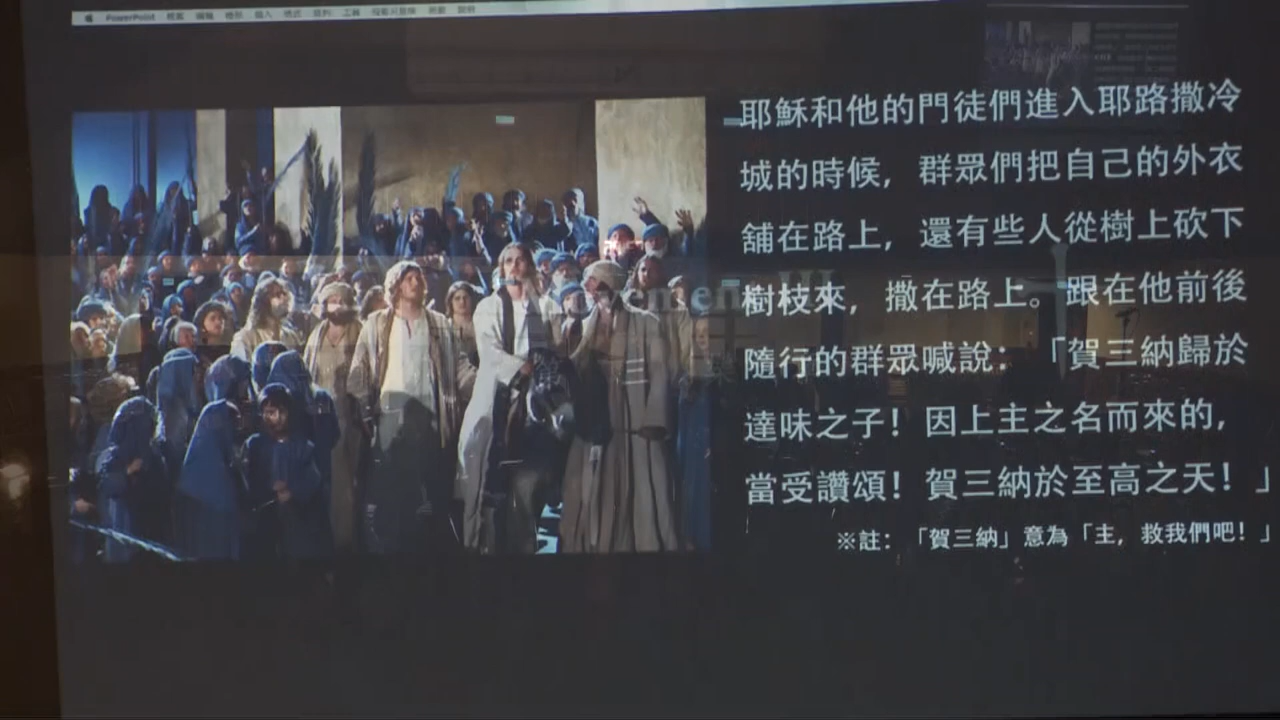 PowerPoint
耶穌和他的門徒們進入耶路撒冷
城的時候，群眾們把自己的外衣
舖在路上，還有些人從樹上砍下
樹枝來，撒在路上。跟在他前後
隨行的群眾喊說：「賀三納歸於
達味之子！因上主之名而來的，
當受讚頌！賀三納於至高之天！」
※註：「賀三納」意為「主，救我們吧！」
Movement